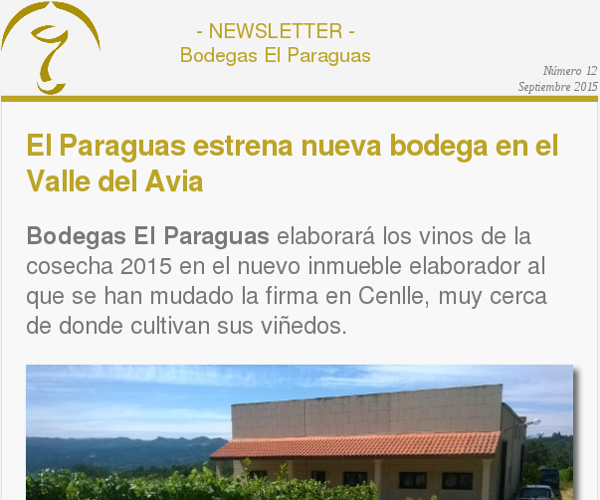 - NEWSLETTER -
Bodegas El Paraguas
Número 12
Septiembre 2015
El Paraguas estrena nueva bodega en el
Valle del Avia
Bodegas El Paraguas elaborará los vinos de la
cosecha 2015 en el nuevo inmueble elaborador al
que se han mudado la firma en Cenlle, muy cerca
de donde cultivan sus viñedos.